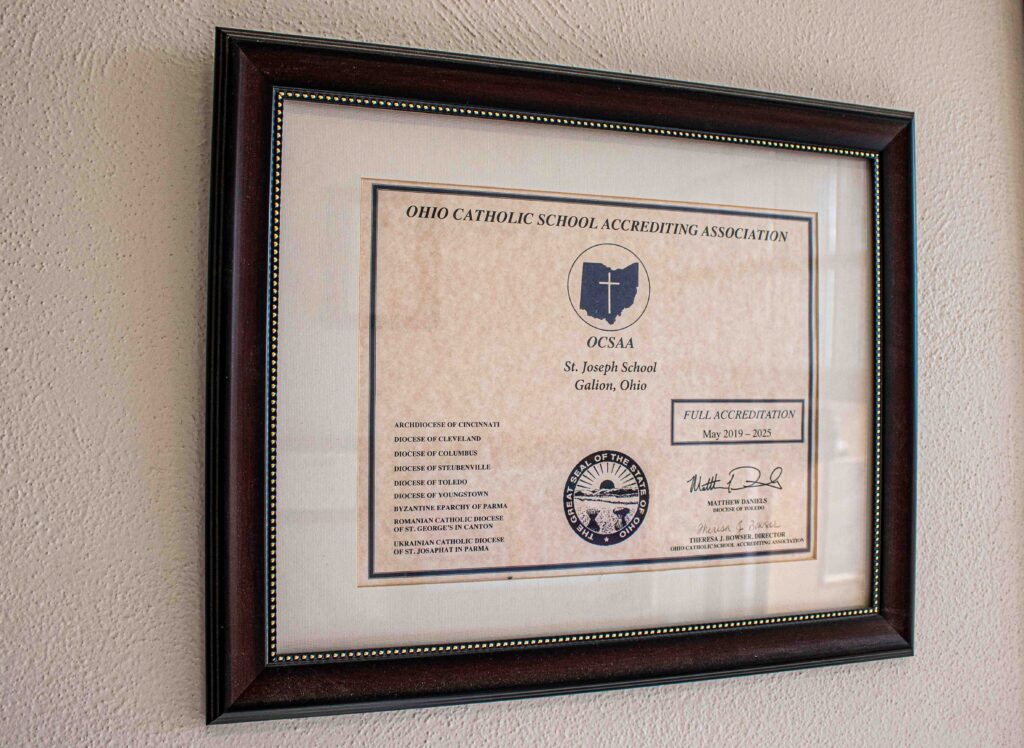 OHIO CATHOLIC SCHOOL ACCREDITING ASSOCIATION
OCSAA
St. Joseph School
Galion, Ohio
FULL ACCREDITATION
May 2019 – 2025
ARCHDIOCESE OF CINCINNATI
DIOCESE OF CLEVELAND
DIOCESE OF COLUMBUS
DIOCESE OF STEUBENVILLE
DIOCESE OF TOLEDO
DIOCESE OF YOUNGSTOWN
BYZANTINE EPARCHY OF PARMA
ROMANIAN CATHOLIC DIOCESE
OF ST. GEORGE'S IN CANTON
UKRAINIAN CATHOLIC DIOCESE
OF ST. JOSAPHAT IN PARMA
THE GREAT SEAL OF THE STATE OF OHIO
MATTHEW DANIELS
DIOCESE OF TOLEDO
Theresa J. Bowser
THERESA J. BOWSER, DIRECTOR
OHIO CATHOLIC SCHOOL ACCREDITING ASSOCIATION